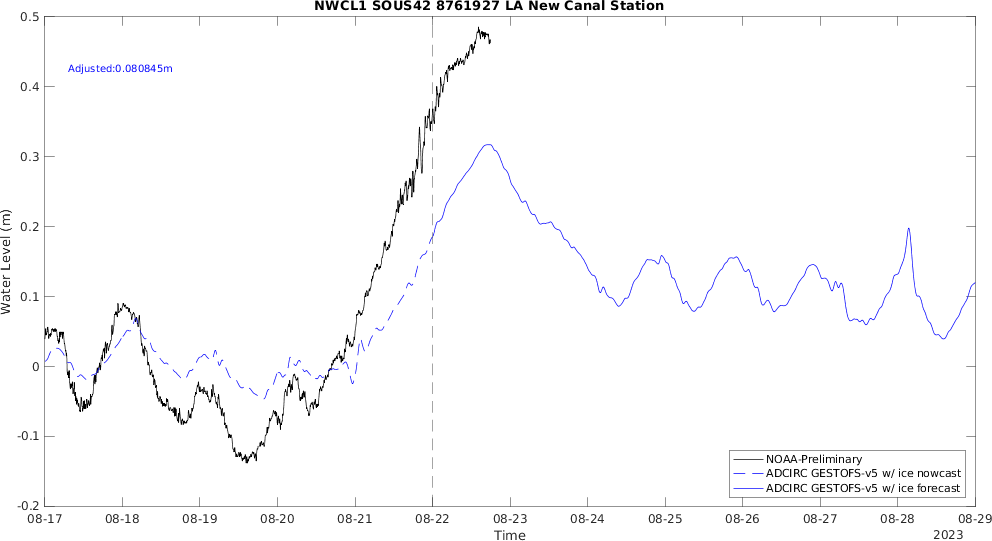 NWCL1 SOUS42 8761927 LA New Canal Station
Adjusted:0.080845m
Water Level (m)
0.5
0.4
0.3
0.2
0.1
0
-0.1
-0.2
NOAA-Preliminary
ADCIRC GESTOFS-v5 w/ ice nowcast
ADCIRC GESTOFS-v5 w/ ice forecast
08-17 08-18 08-19 08-20 08-21 08-22 08-23 08-24 08-25 08-26 08-27 08-28 08-29
Time
2023